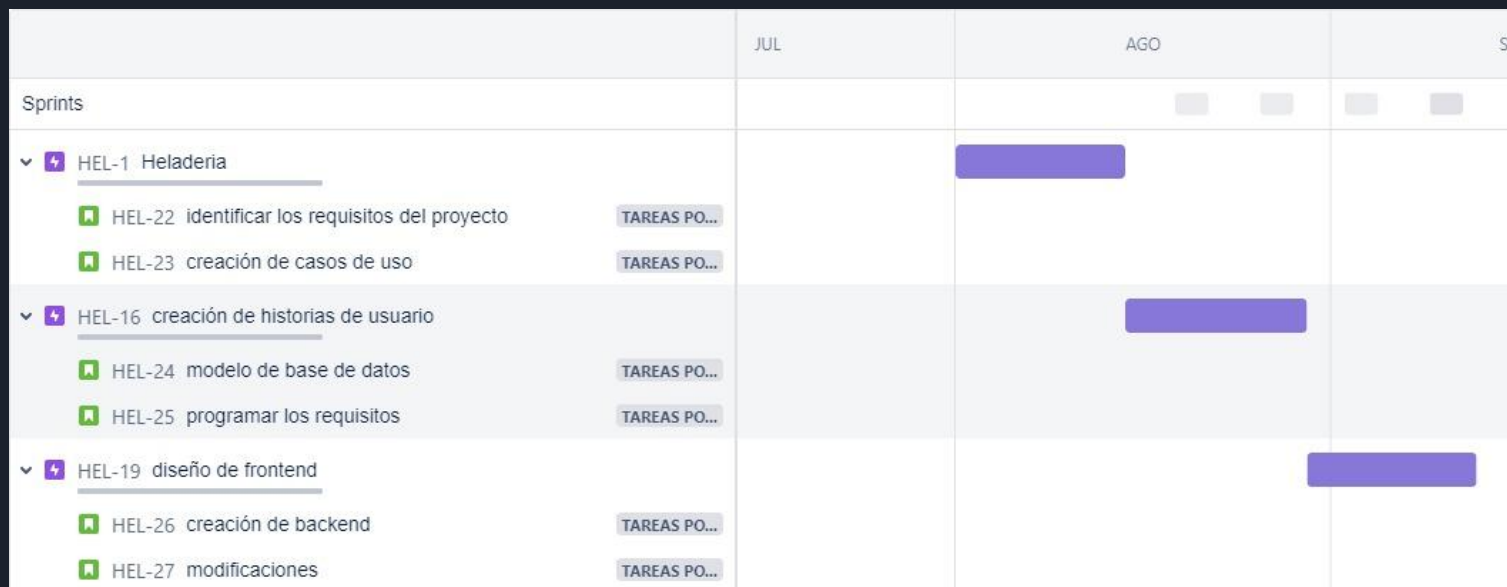 JUL AGO S
Sprints
HEL-1 Heladeria
HEL-22 identificar los requisitos del proyecto TAREAS PO...
HEL-23 creación de casos de uso TAREAS PO...
HEL-16 creación de historias de usuario
HEL-24 modelo de base de datos TAREAS PO...
HEL-25 programar los requisitos TAREAS PO...
HEL-19 diseño de frontend
HEL-26 creación de backend TAREAS PO...
HEL-27 modificaciones TAREAS PO...